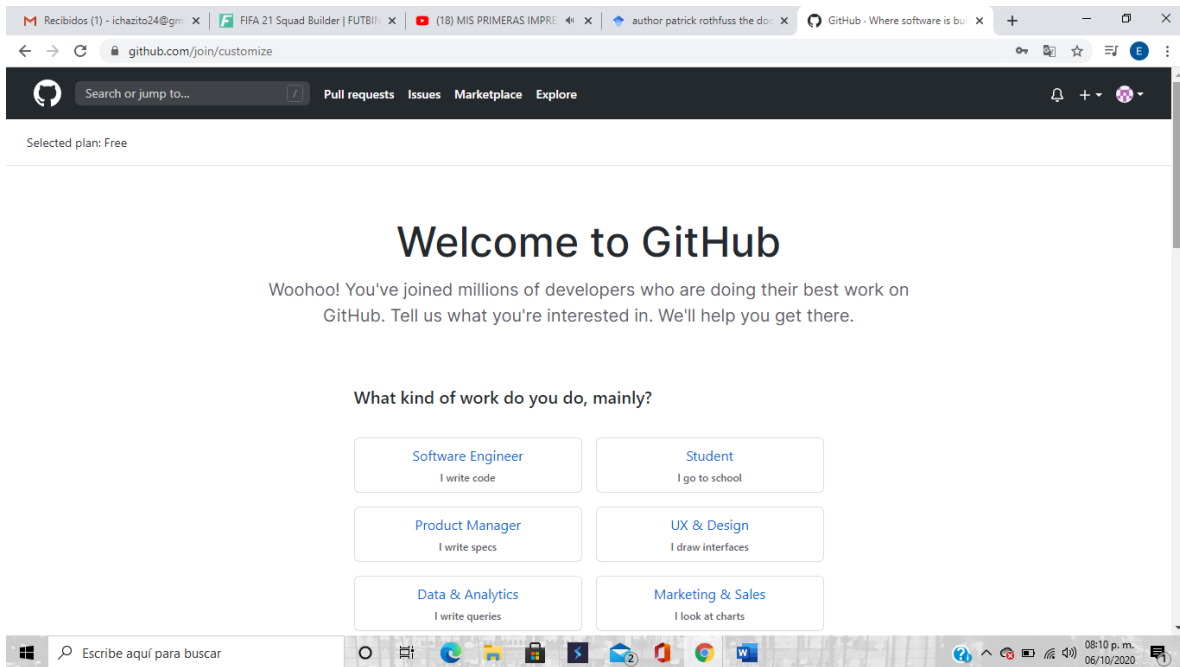 Recibidos (1) - ichazito24@gm
FIFA 21 Squad Builder | FUTBIN
(18) MIS PRIMERAS IMPRE
author patrick rothfuss the doo
GitHub - Where software is bui
github.com/join/customize
E
Search or jump to...
/
Pull requests Issues Marketplace Explore
Selected plan: Free
Welcome to GitHub
Woohoo! You've joined millions of developers who are doing their best work on
GitHub. Tell us what you're interested in. We'll help you get there.
What kind of work do you do, mainly?
Software Engineer
I write code
Student
I go to school
Product Manager
I write specs
UX & Design
I draw interfaces
Data & Analytics
I write queries
Marketing & Sales
I look at charts
Escribe aquí para buscar
2
08:10 p. m.
06/10/2020
1